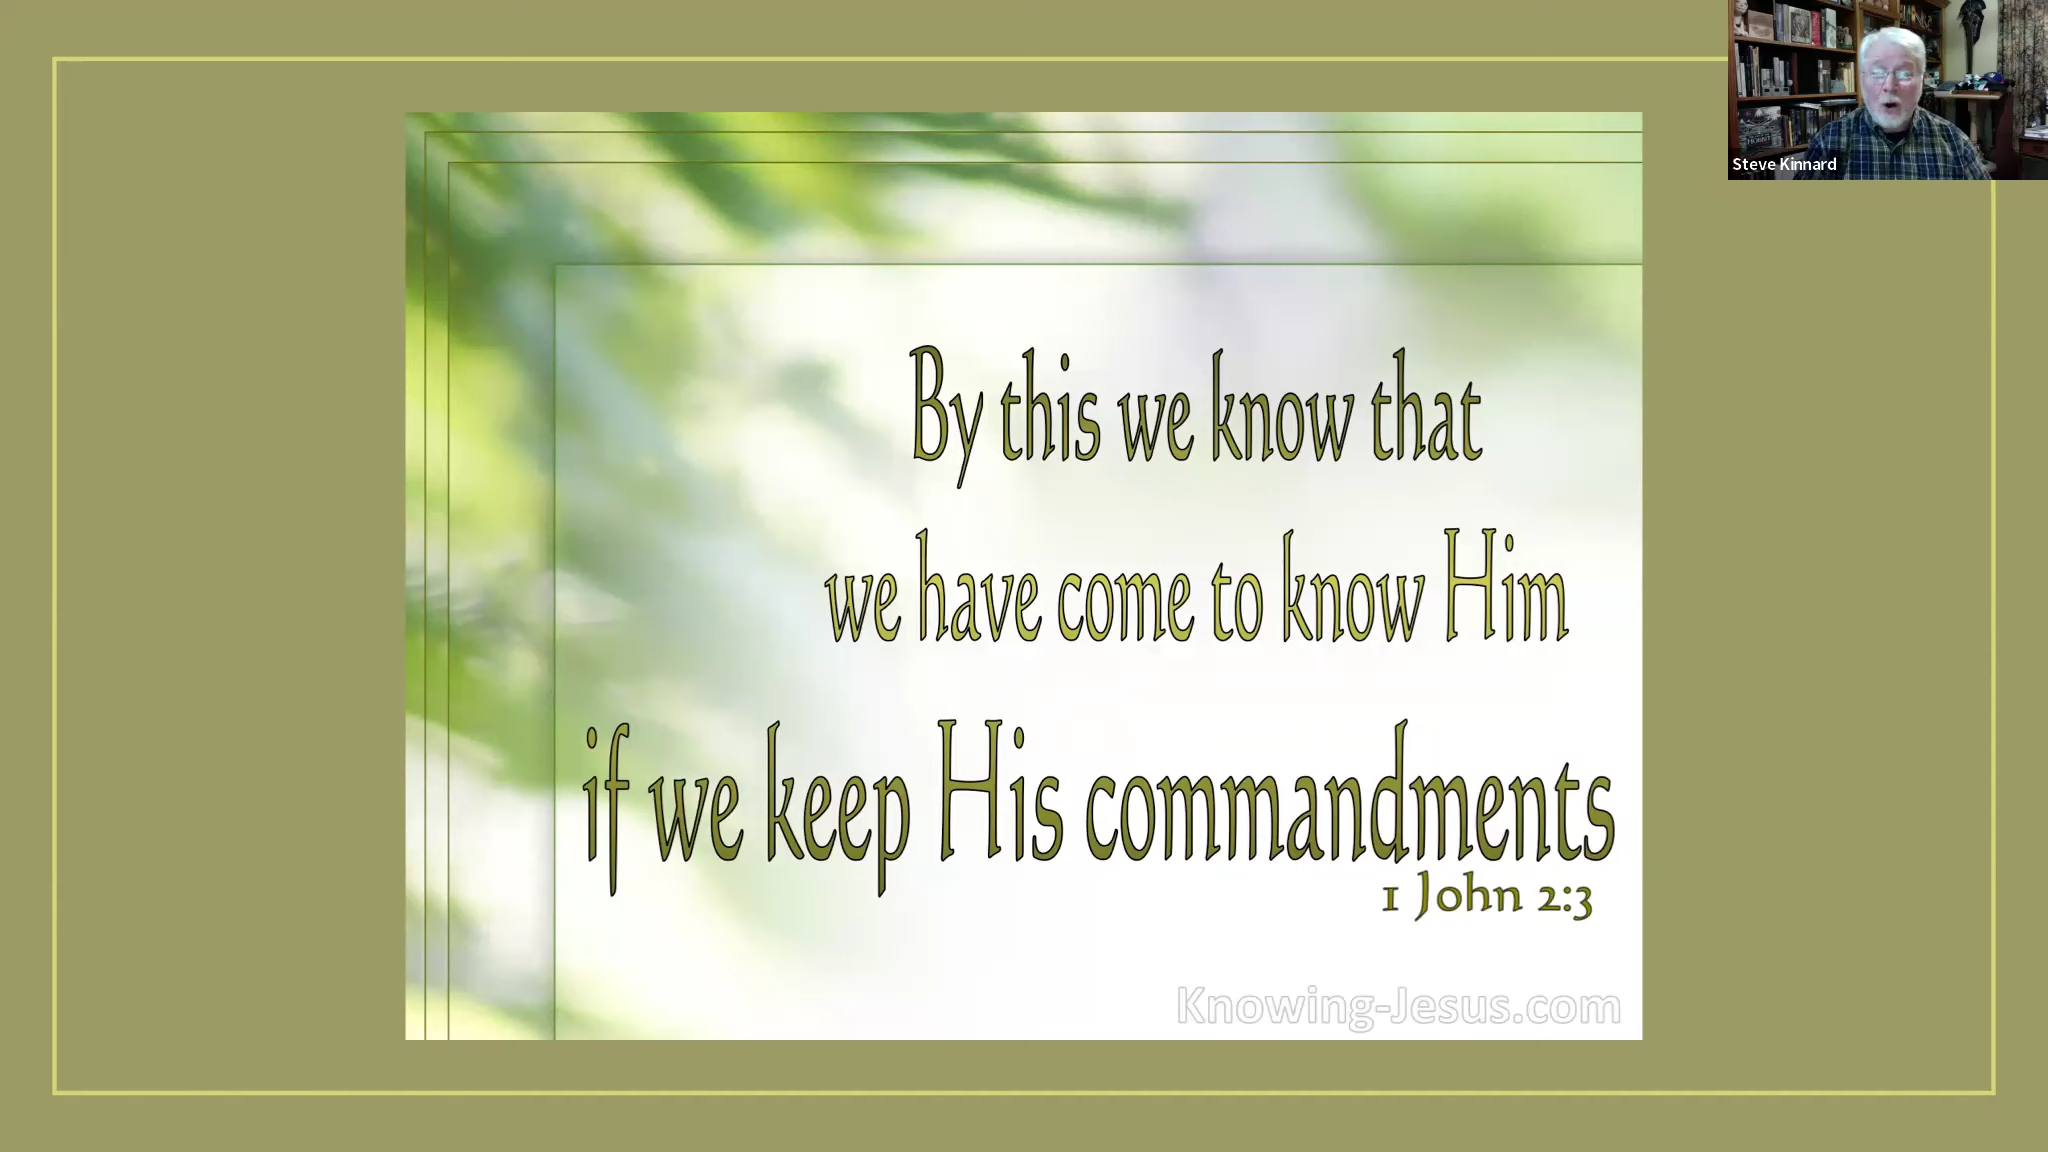 Steve Kinnard
By this we know that
we have come to know Him
if we keep His commandments
1 John 2:3
Knowing-Jesus.com